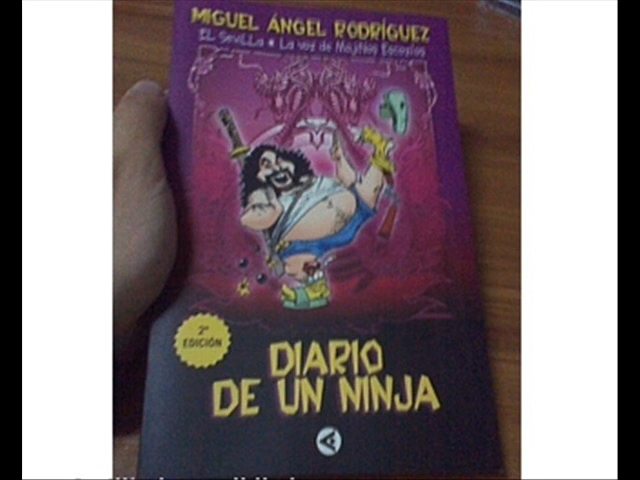 MIGUEL ÁNGEL RODRÍGUEZ
EL SEVILLA • LA VOZ DE MOJINOS ESCOZÍOS
2ª
EDICIÓN
DIARIO
DE UN NINJA